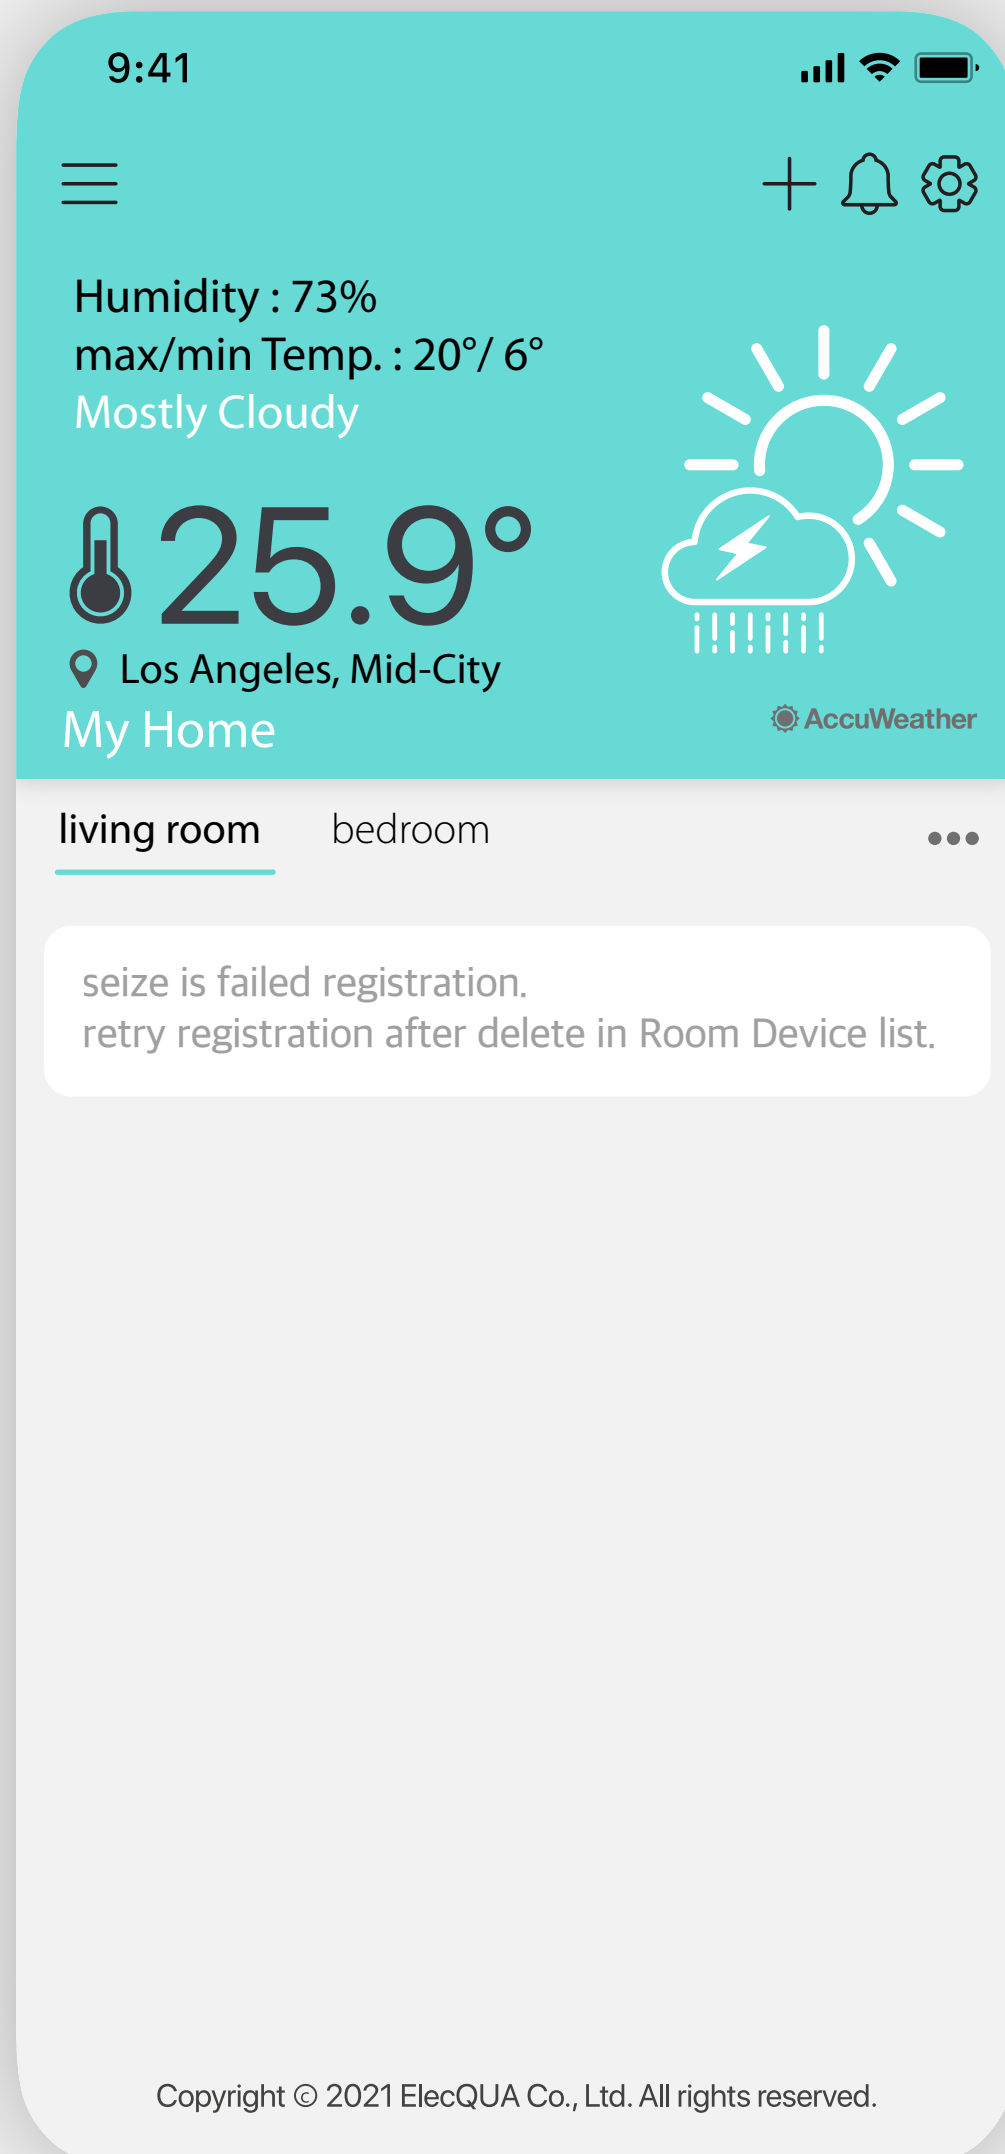 9:41
Humidity : 73%
max/min Temp. : 20°/ 6°
Mostly Cloudy
25.9°
Los Angeles, Mid-City
My Home
AccuWeather
living room bedroom
seize is failed registration.
retry registration after delete in Room Device list.
Copyright © 2021 ElecQUA Co., Ltd. All rights reserved.